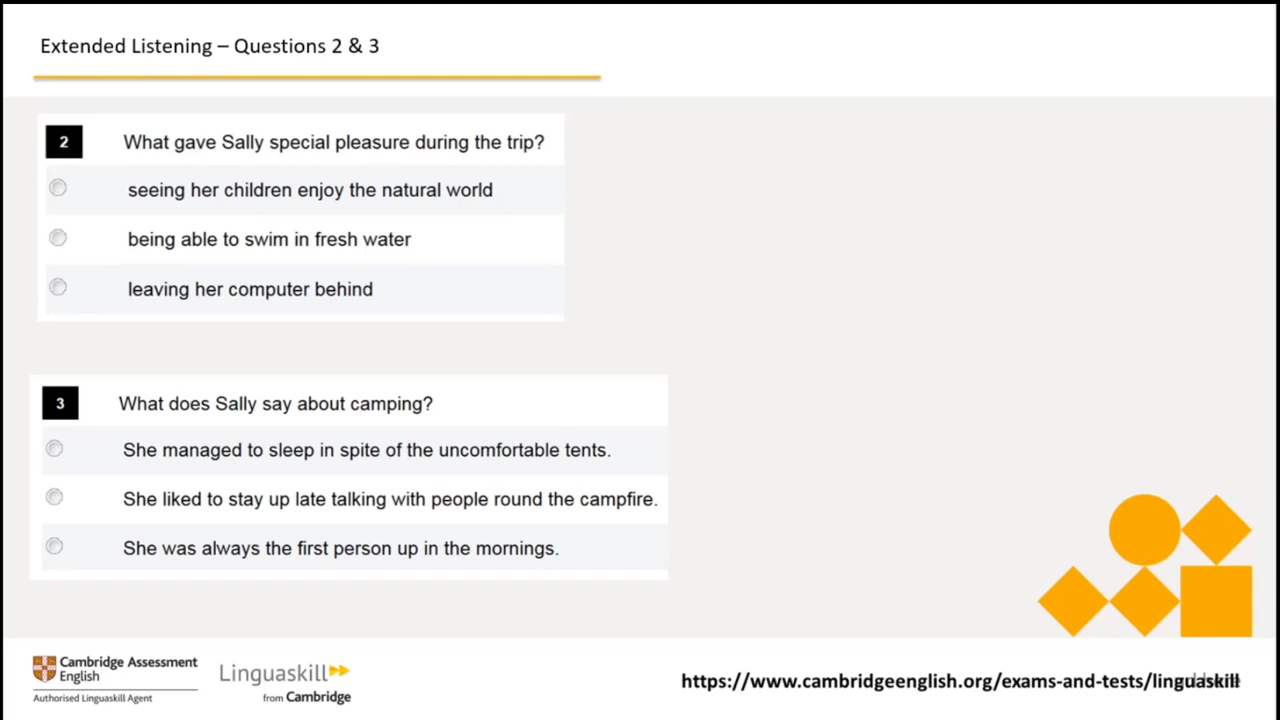 Extended Listening – Questions 2 & 3
2 What gave Sally special pleasure during the trip?
seeing her children enjoy the natural world
being able to swim in fresh water
leaving her computer behind
3 What does Sally say about camping?
She managed to sleep in spite of the uncomfortable tents.
She liked to stay up late talking with people round the campfire.
She was always the first person up in the mornings.
Cambridge Assessment
English
Authorised Linguaskill Agent
Linguaskill
from Cambridge
https://www.cambridgeenglish.org/exams-and-tests/linguaskill